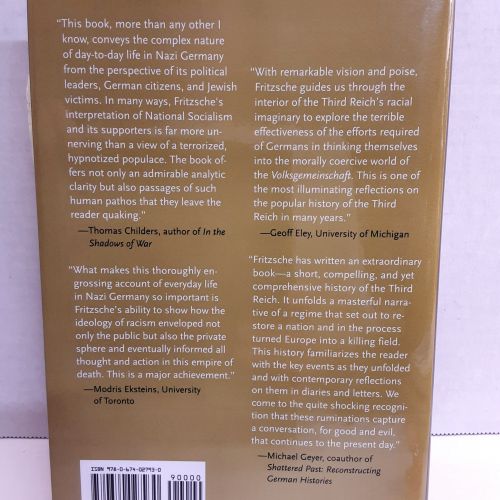 "This book, more than any other I
know, conveys the complex nature
of day-to-day life in Nazi Germany
from the perspective of its political
leaders, German citizens, and Jewish
victims. In many ways, Fritzsche's
interpretation of National Socialism
and its supporters is far more un-
nerving than a view of a terrorized,
hypnotized populace. The book of-
fers not only an admirable analytic
clarity but also passages of such
human pathos that they leave the
reader quaking."
—Thomas Childers, author of In the
Shadows of War
"What makes this thoroughly en-
grossing account of everyday life
in Nazi Germany so important is
Fritzsche's ability to show how the
ideology of racism enveloped not
only the public but also the private
sphere and eventually informed all
thought and action in this empire of
death. This is a major achievement."
—Modris Eksteins, University
of Toronto
"With remarkable vision and poise,
Fritzsche guides us through the
interior of the Third Reich's racial
imaginary to explore the terrible
effectiveness of the efforts required
of Germans in thinking themselves
into the morally coercive world of
the Volksgemeinschaft. This is one of
the most illuminating reflections on
the popular history of the Third
Reich in many years."
—Geoff Eley, University of Michigan
"Fritzsche has written an extraordinary
book—a short, compelling, and yet
comprehensive history of the Third
Reich. It unfolds a masterful narra-
tive of a regime that set out to re-
store a nation and in the process
turned Europe into a killing field.
This history familiarizes the reader
with the key events as they unfolded
and with contemporary reflections
on them in diaries and letters. We
come to the quite shocking recogni-
tion that these ruminations capture
a conversation, for good and evil,
that continues to the present day."
—Michael Geyer, coauthor of
Shattered Past: Reconstructing
German Histories
ISBN 978-0-674-02793-0
90000